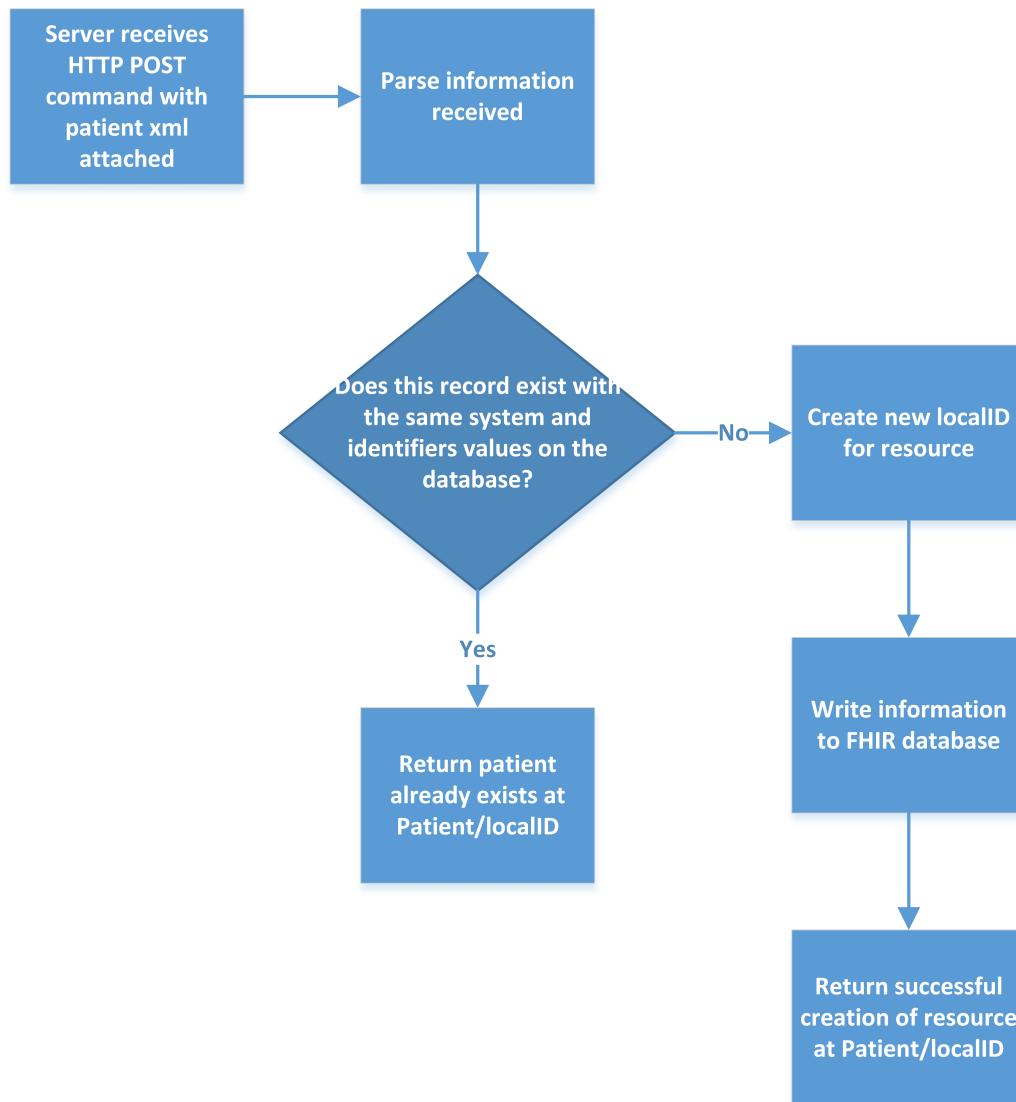 Server receives
HTTP POST
command with
patient xml
attached
Parse information
received
Does this record exist with
the same system and
identifiers values on the
database?
No
Create new localID
for resource
Yes
Write information
to FHIR database
Return patient
already exists at
Patient/localID
Return successful
creation of resource
at Patient/localID